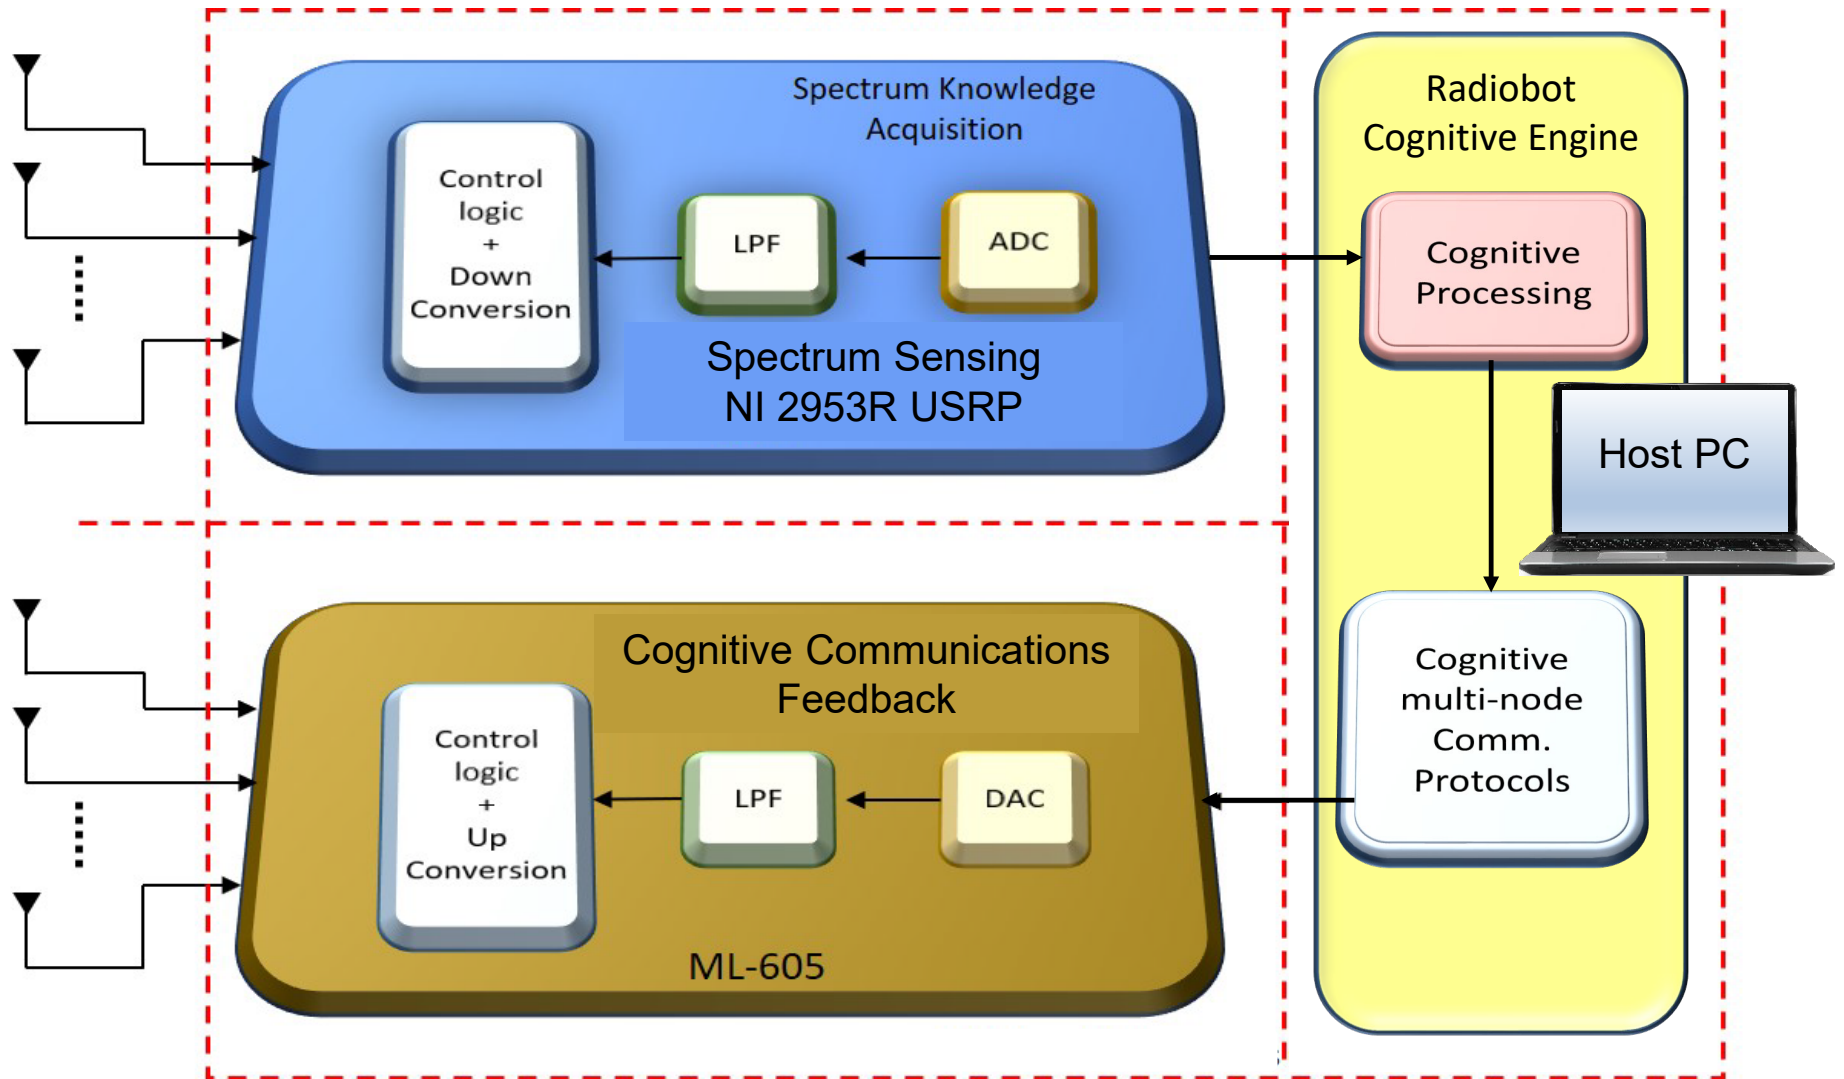 Spectrum Knowledge
Acquisition
Control
logic
+
Down
Conversion
LPF
ADC
Spectrum Sensing
NI 2953R USRP
Radiobot
Cognitive Engine
Cognitive
Processing
Host PC
Cognitive
multi-node
Comm.
Protocols
Cognitive Communications
Feedback
Control
logic
+
Up
Conversion
LPF
DAC
ML-605